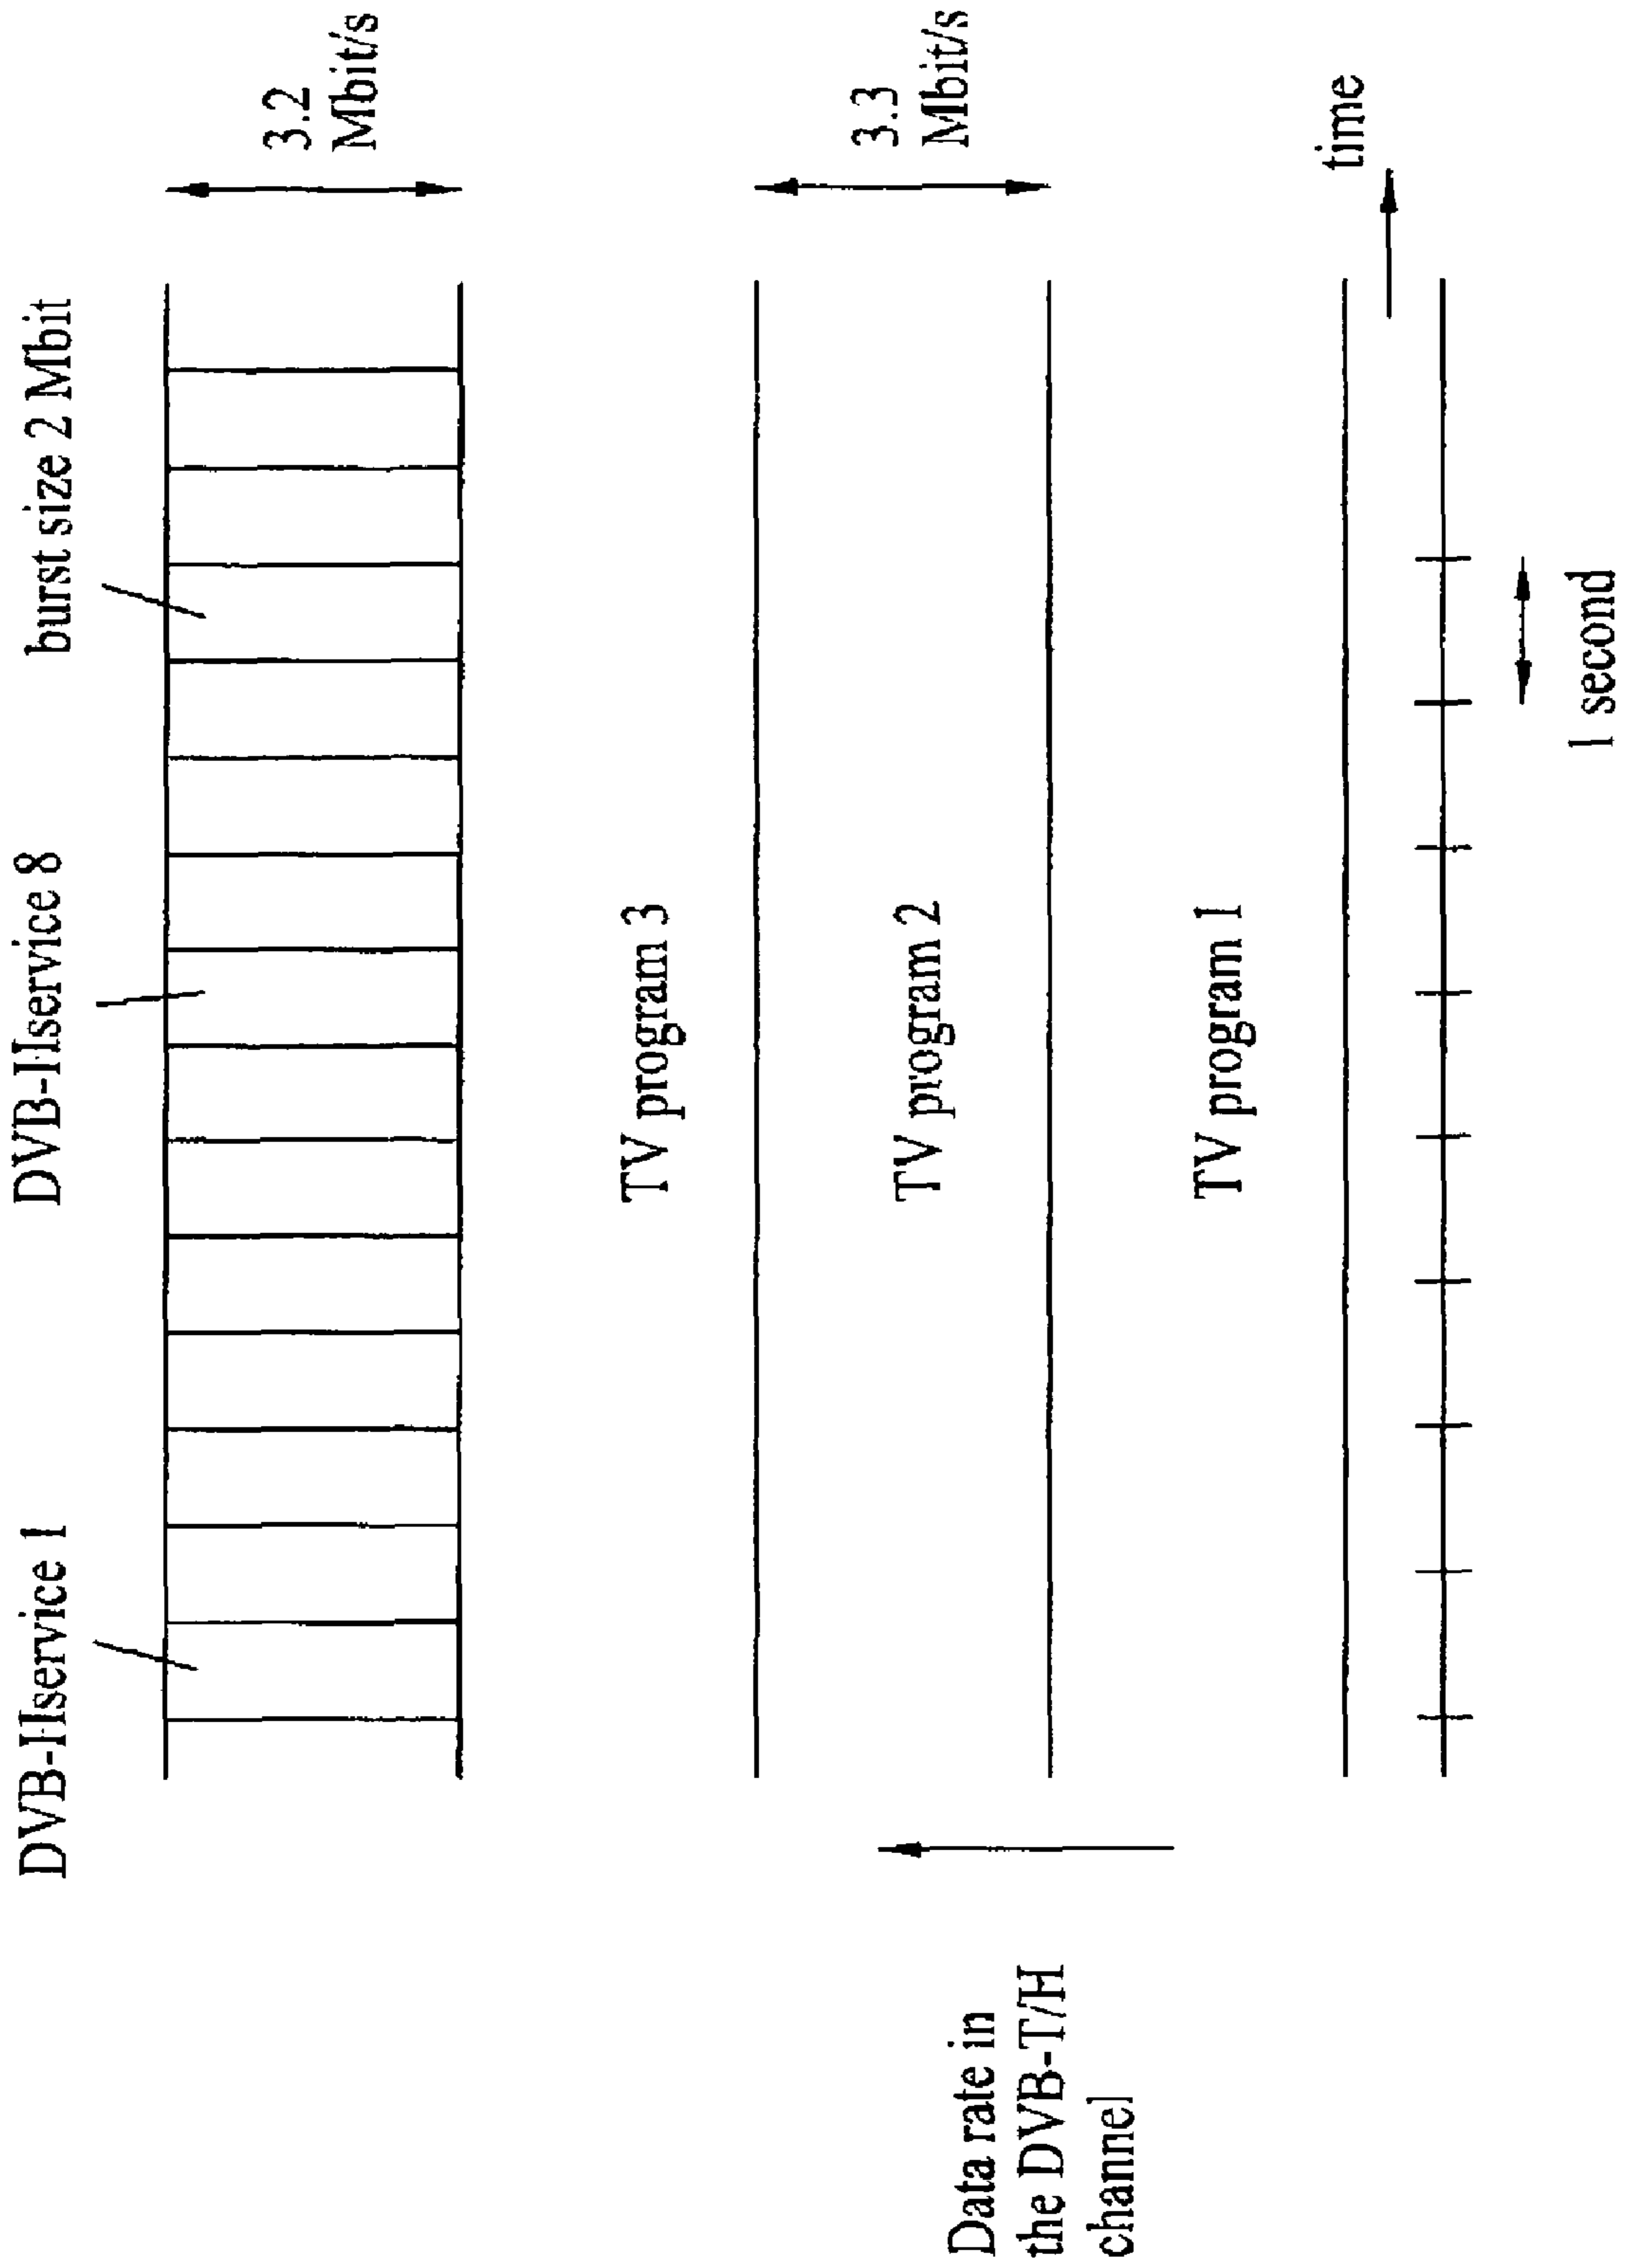 DVB-Hservice 1
DVB-Hservice 8
burst size 2 Mbit
3.2
Mbit/s
TV program 3
TV program 2
3.3
Mbit/s
TV program 1
Data rate in
the DVB-T/H
channel
time
1 second